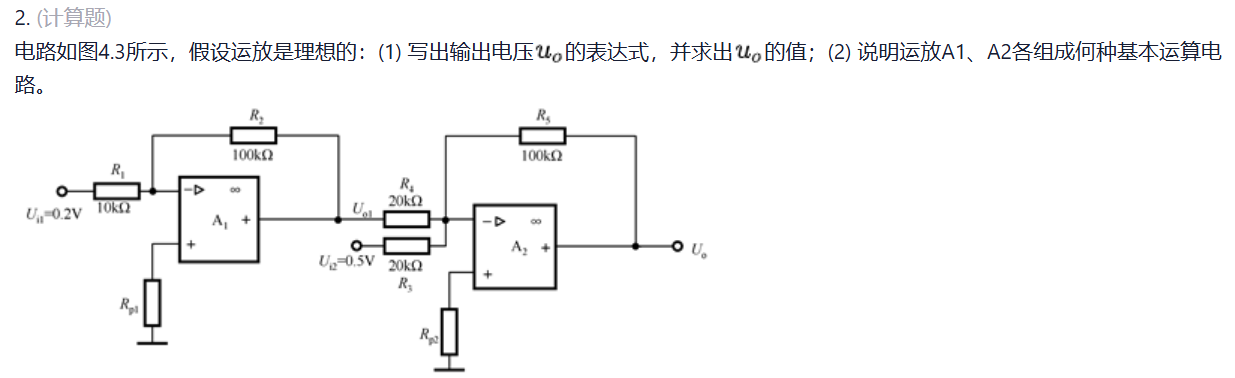 2. (计算题)
电路如图4.3所示，假设运放是理想的：(1) 写出输出电压uₒ的表达式，并求出uₒ的值；(2) 说明运放A1、A2各组成何种基本运算电
路。
R₂
100kΩ
R₅
100kΩ
R₁
10kΩ
Uᵢ₁=0.2V
− ▷ ∞
A₁ +
+
Rₚ₁
R₄
20kΩ
Uₒ₁
Uᵢ₂=0.5V
20kΩ
R₃
− ▷ ∞
A₂ +
+
Rₚ₂
Uₒ